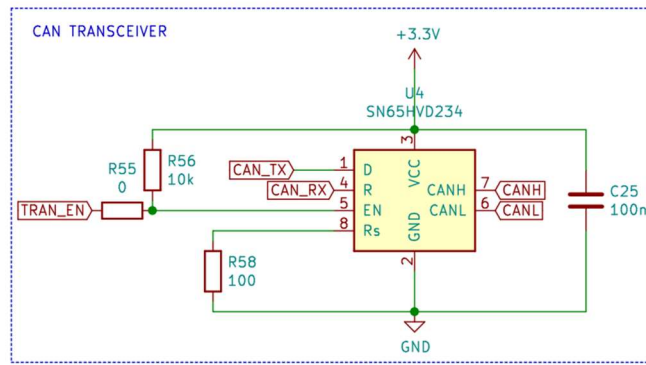 CAN TRANSCEIVER
+3.3V
U4
SN65HVD234
R55
0
R56
10k
TRAN_EN
CAN_TX
CAN_RX
1
4
5
8
D
R
EN
Rs
3
VCC
GND
2
CANH
CANL
7
6
CANH
CANL
C25
100n
R58
100
GND